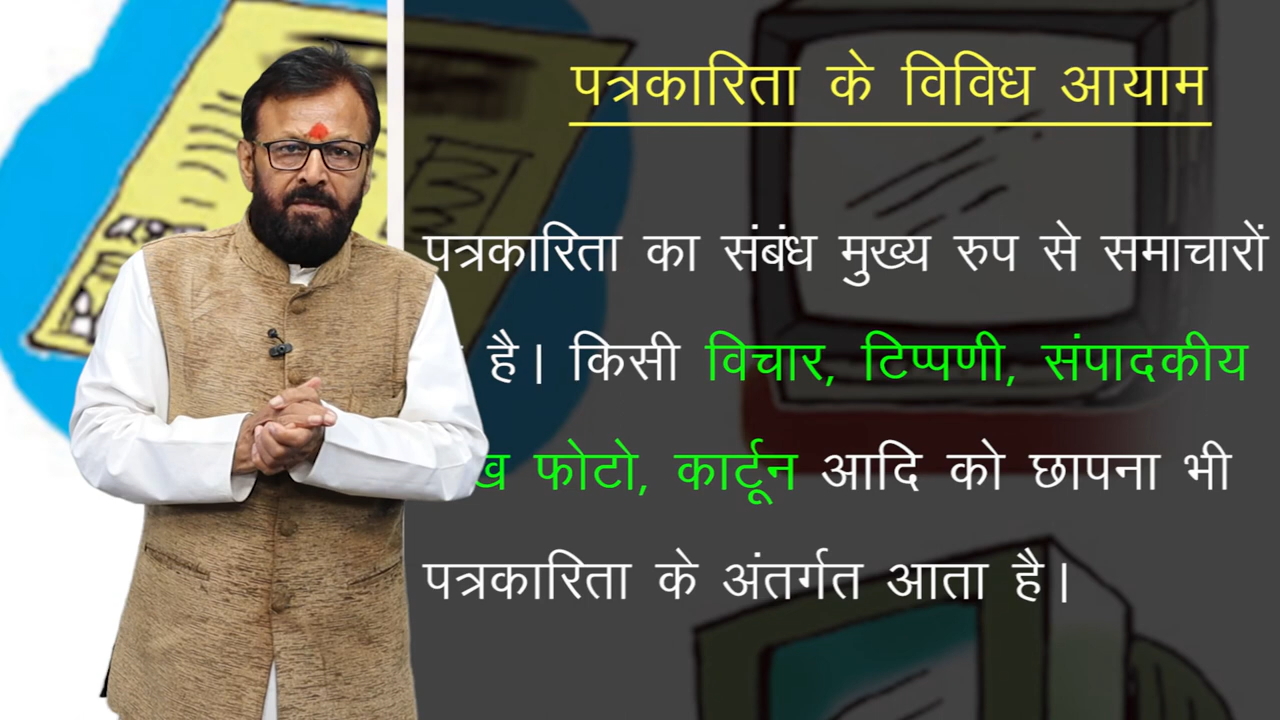 पत्रकारिता के विविध आयाम
पत्रकारिता का संबंध मुख्य रुप से समाचारों
है। किसी विचार, टिप्पणी, संपादकीय
फोटो, कार्टून आदि को छापना भी
पत्रकारिता के अंतर्गत आता है।